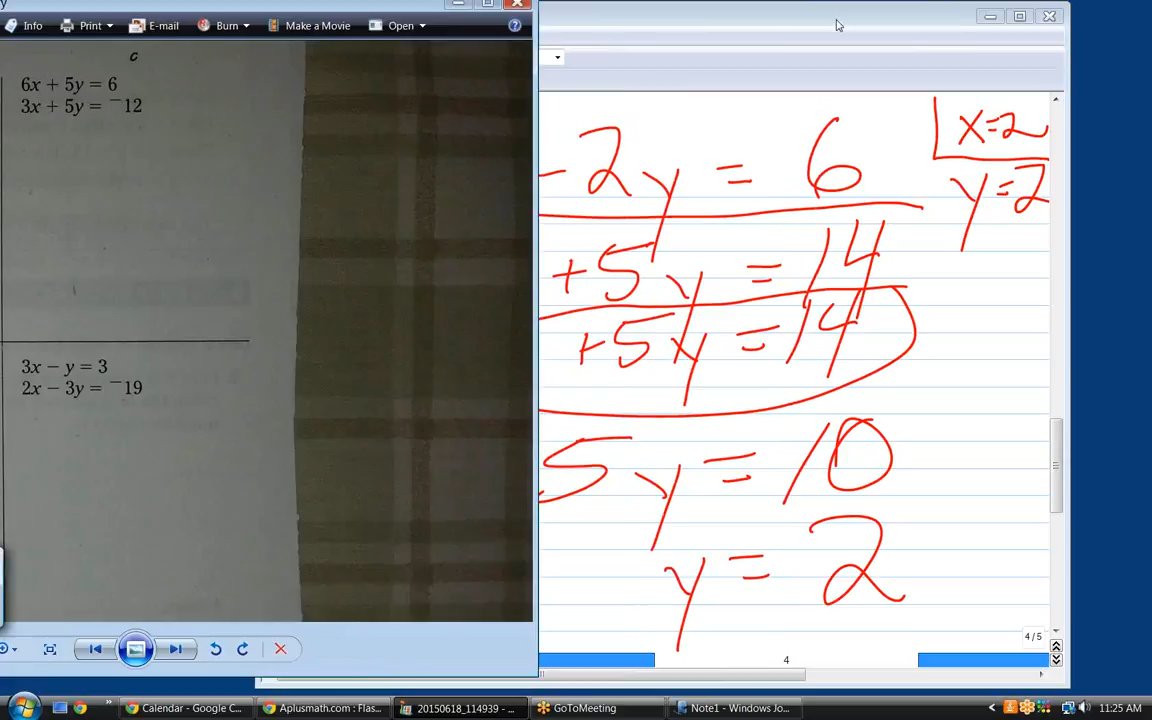 y
Info Print E-mail Burn Make a Movie Open
c
6x + 5y = 6
3x + 5y = ⁻12
3x − y = 3
2x − 3y = ⁻19
- 2y = 6
x=2
y=2
+5y = 14
+5y = 14
5y = 10
y = 2
4/5
4
Calendar - Google C... Aplusmath.com : Flas... 20150618_114939 - ... GoToMeeting Note1 - Windows Jo... 11:25 AM